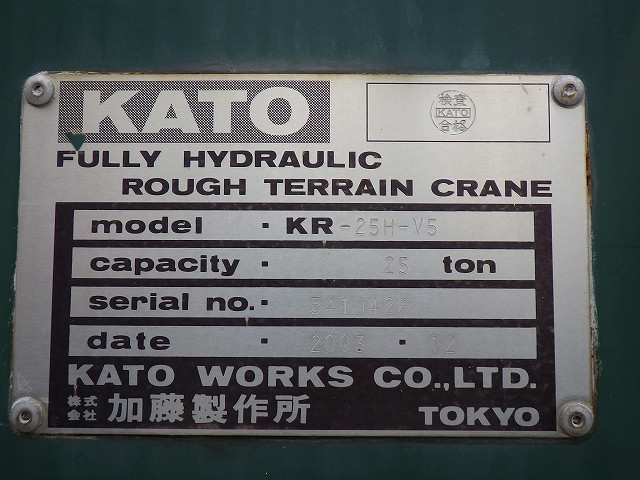 KATO
検査
KATO
合格
FULLY HYDRAULIC
ROUGH TERRAIN CRANE
model · KR-25H-V5
capacity · 25 ton
serial no. ·
date · 2003 · 12
KATO WORKS CO.,LTD.
株式会社 加藤製作所 TOKYO